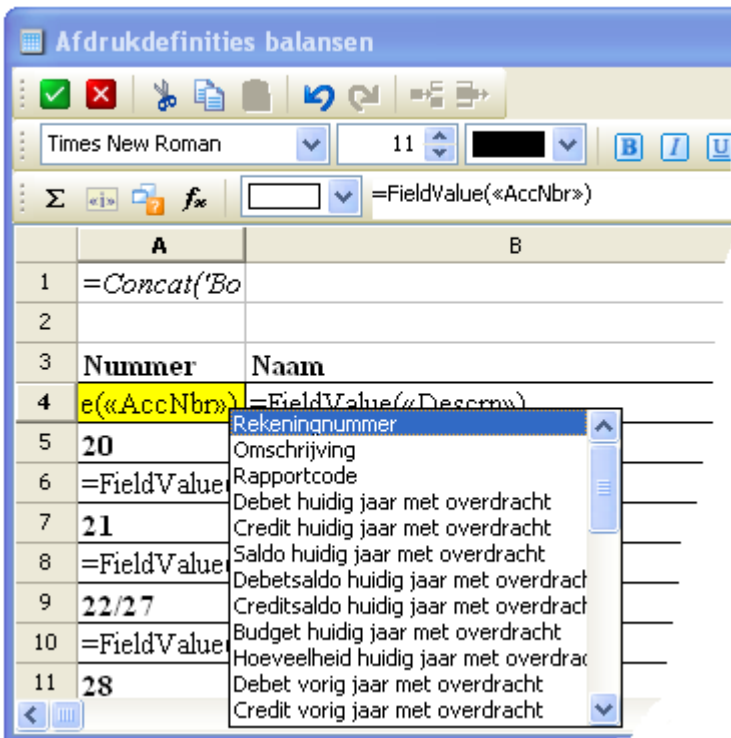 Afdrukdefinities balansen
Times New Roman 11 B I U
Σ «i» fx =FieldValue(«AccNbr»)
A B
1 =Concat('Bo
2
3 Nummer Naam
4 e(«AccNbr») =FieldValue(«Descrp»)
Rekeningnummer
5 20 Omschrijving
6 =FieldValue( Rapportcode
Debet huidig jaar met overdracht
7 21 Credit huidig jaar met overdracht
8 =FieldValue( Saldo huidig jaar met overdracht
Debetsaldo huidig jaar met overdrach
9 22/27 Creditsaldo huidig jaar met overdrach
10 =FieldValue( Budget huidig jaar met overdracht
Hoeveelheid huidig jaar met overdrac
11 28 Debet vorig jaar met overdracht
Credit vorig jaar met overdracht